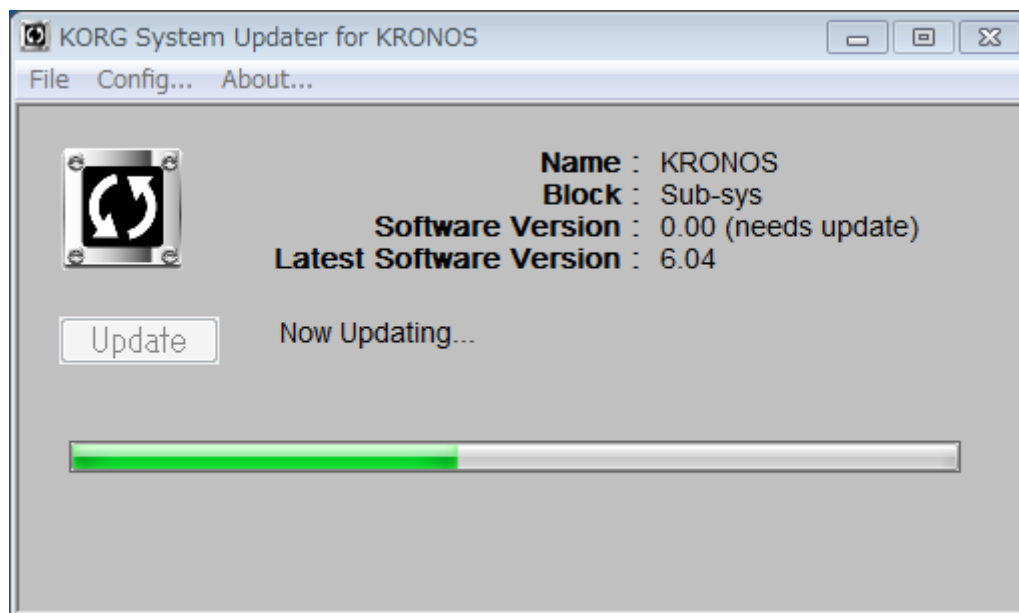 KORG System Updater for KRONOS
File Config... About...
Name : KRONOS
Block : Sub-sys
Software Version : 0.00 (needs update)
Latest Software Version : 6.04
Update
Now Updating...